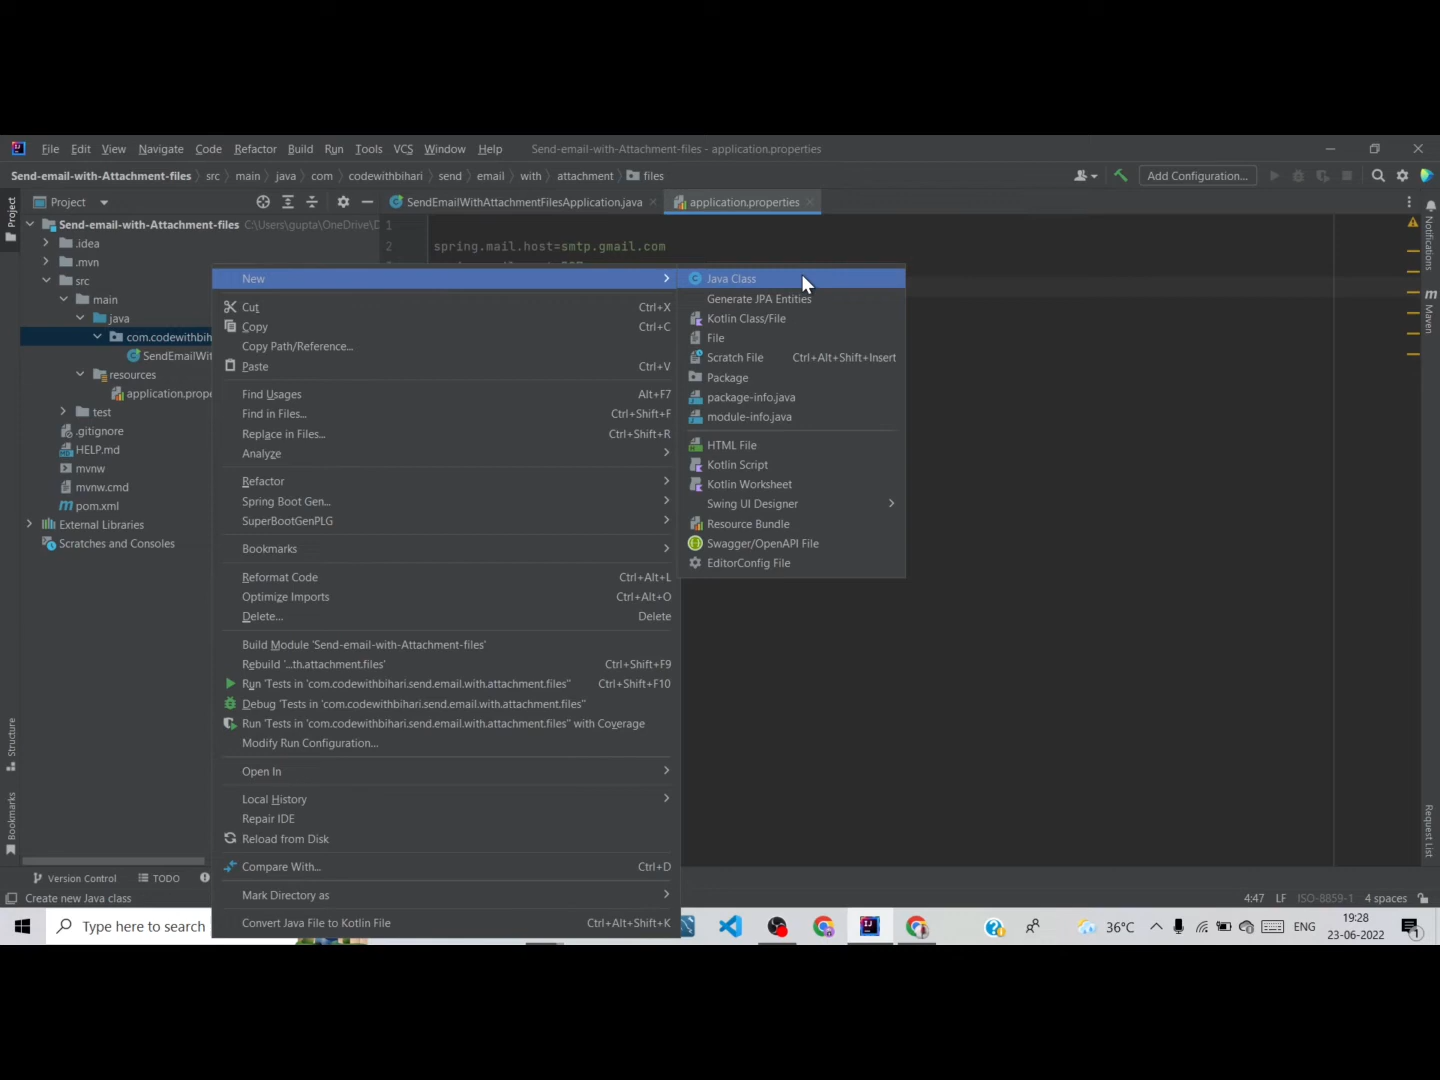 File Edit View Navigate Code Refactor Build Run Tools VCS Window Help Send-email-with-Attachment-files - application.properties
Send-email-with-Attachment-files src main java com codewithbihari send email with attachment files Add Configuration...
Project SendEmailWithAttachmentFilesApplication.java application.properties
Project
Send-email-with-Attachment-files C:\Users\gupta\OneDrive\D
.idea
.mvn
src
main
java
com.codewithbih
SendEmailWit
resources
application.prope
test
.gitignore
HELP.md
mvnw
mvnw.cmd
pom.xml
External Libraries
Scratches and Consoles
1
2 spring.mail.host=smtp.gmail.com
New
Cut Ctrl+X
Copy Ctrl+C
Copy Path/Reference...
Paste Ctrl+V
Find Usages Alt+F7
Find in Files... Ctrl+Shift+F
Replace in Files... Ctrl+Shift+R
Analyze
Refactor
Spring Boot Gen...
SuperBootGenPLG
Bookmarks
Reformat Code Ctrl+Alt+L
Optimize Imports Ctrl+Alt+O
Delete... Delete
Build Module 'Send-email-with-Attachment-files'
Rebuild '...th.attachment.files' Ctrl+Shift+F9
Run 'Tests in 'com.codewithbihari.send.email.with.attachment.files'' Ctrl+Shift+F10
Debug 'Tests in 'com.codewithbihari.send.email.with.attachment.files''
Run 'Tests in 'com.codewithbihari.send.email.with.attachment.files'' with Coverage
Modify Run Configuration...
Open In
Local History
Repair IDE
Reload from Disk
Compare With... Ctrl+D
Mark Directory as
Convert Java File to Kotlin File Ctrl+Alt+Shift+K
Java Class
Generate JPA Entities
Kotlin Class/File
File
Scratch File Ctrl+Alt+Shift+Insert
Package
package-info.java
module-info.java
HTML File
Kotlin Script
Kotlin Worksheet
Swing UI Designer
Resource Bundle
Swagger/OpenAPI File
EditorConfig File
Notifications
Maven
Request List
Structure
Bookmarks
Version Control TODO
Create new Java class 4:47 LF ISO-8859-1 4 spaces
Type here to search 36°C ENG 19:28
23-06-2022
1